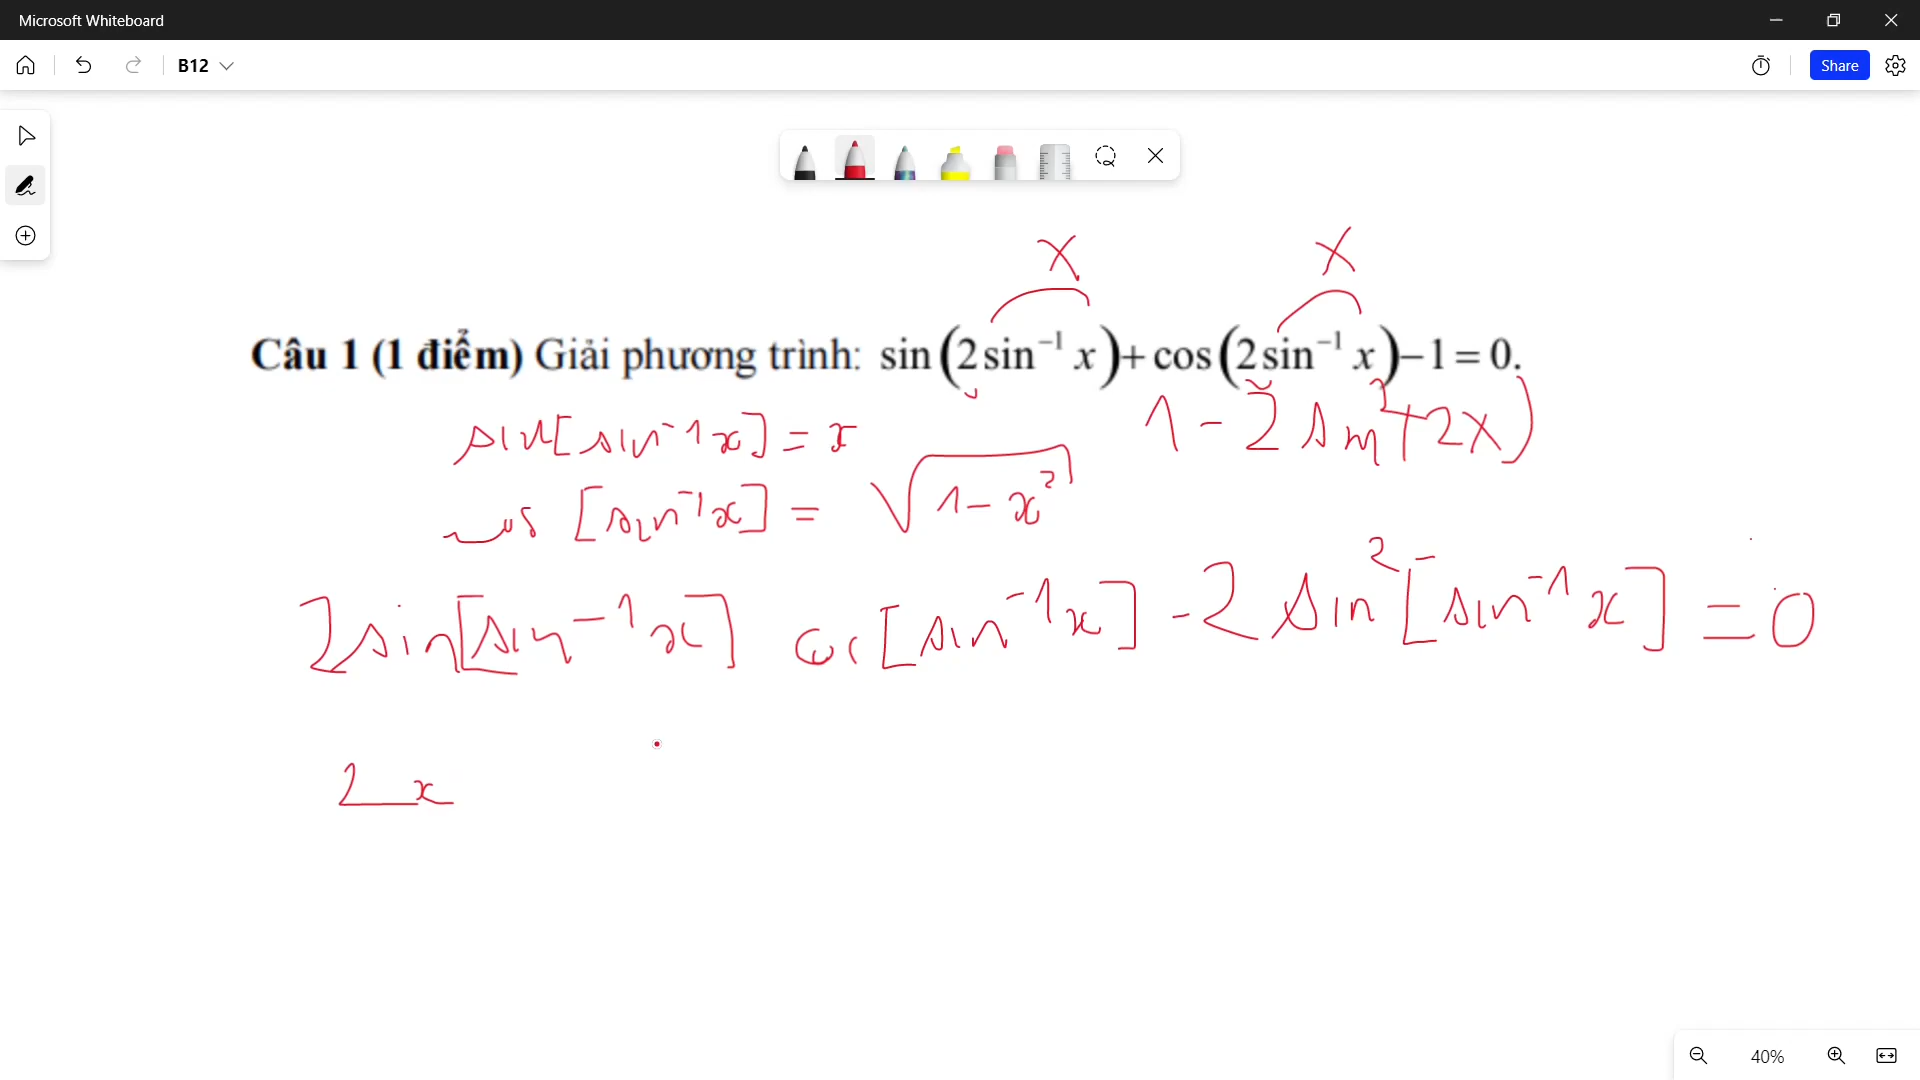 Microsoft Whiteboard
B12
Share
X X
Câu 1 (1 điểm) Giải phương trình: sin(2sin⁻¹ x)+cos(2sin⁻¹ x)−1=0.
sin[sin⁻¹x] = x
1 - 2 sin²(2X)
cos [sin⁻¹x] = √(1-x²)
2sin[sin⁻¹x] cos[sin⁻¹x] - 2 sin²[sin⁻¹x] = 0
2 x
40%